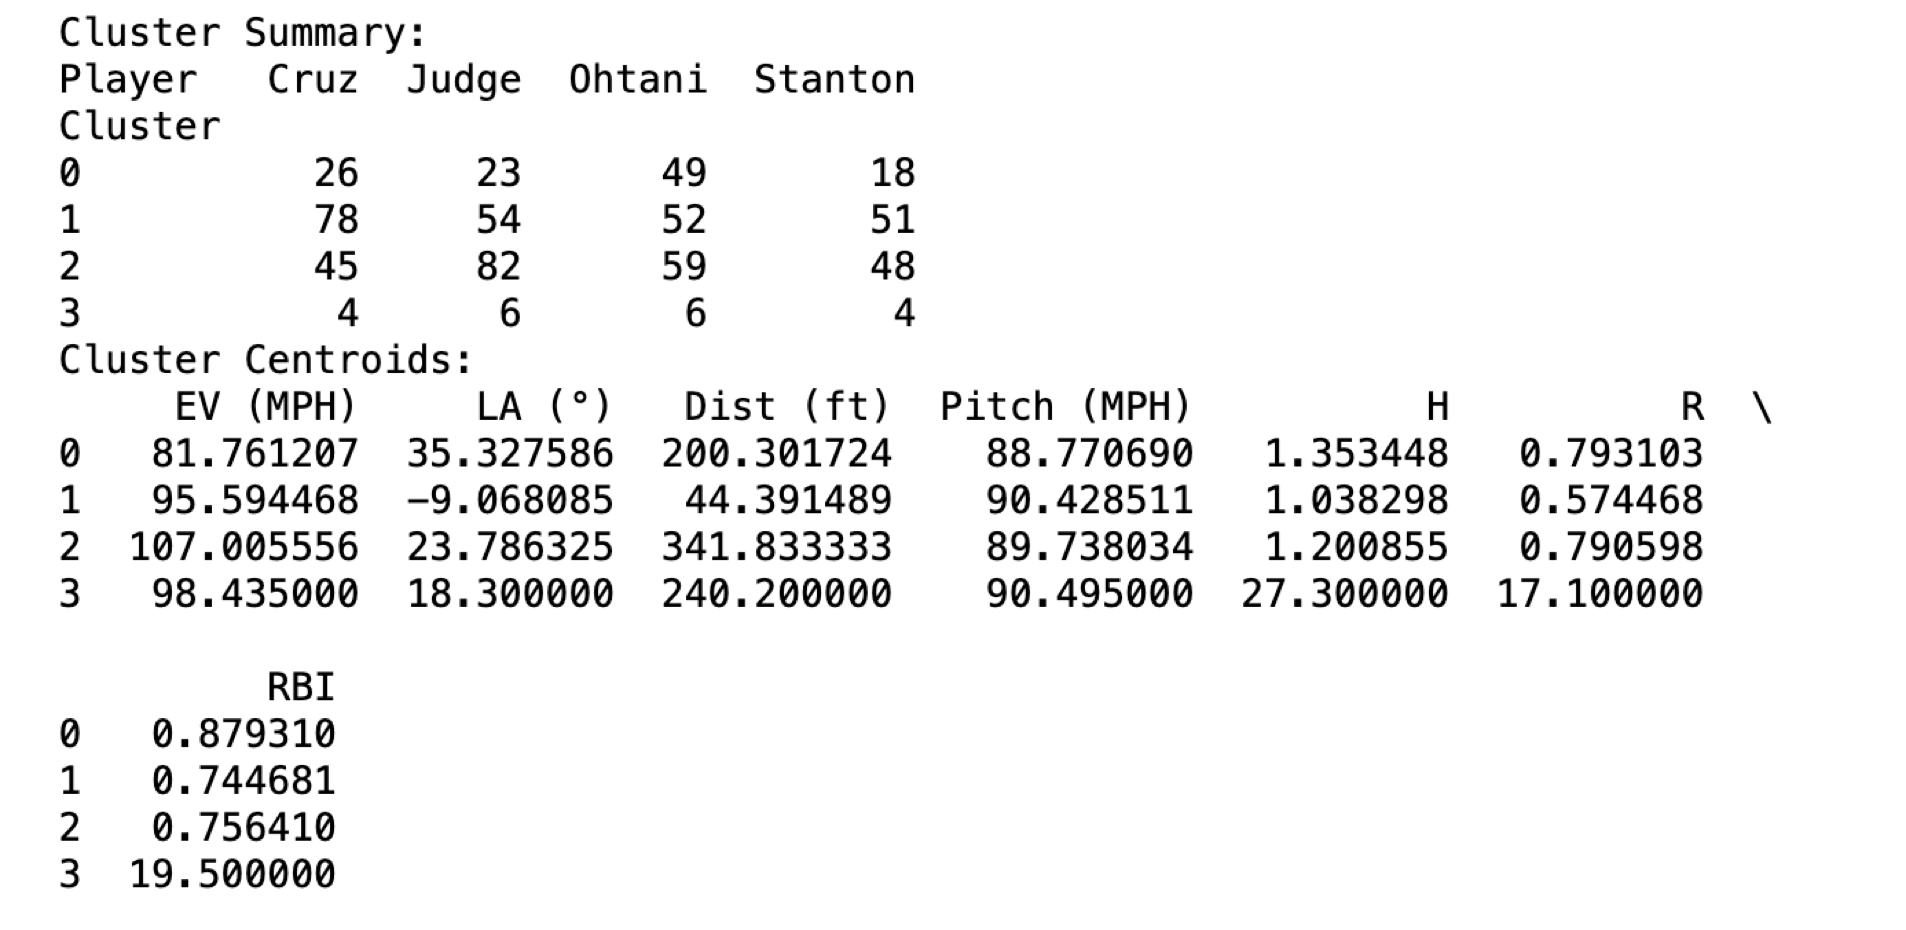 Cluster Summary:
Player   Cruz  Judge  Ohtani  Stanton
Cluster
0          26     23      49       18
1          78     54      52       51
2          45     82      59       48
3           4      6       6        4
Cluster Centroids:
     EV (MPH)     LA (°)   Dist (ft)  Pitch (MPH)          H          R  \
0   81.761207  35.327586  200.301724    88.770690   1.353448   0.793103
1   95.594468  -9.068085   44.391489    90.428511   1.038298   0.574468
2  107.005556  23.786325  341.833333    89.738034   1.200855   0.790598
3   98.435000  18.300000  240.200000    90.495000  27.300000  17.100000
         RBI
0   0.879310
1   0.744681
2   0.756410
3  19.500000